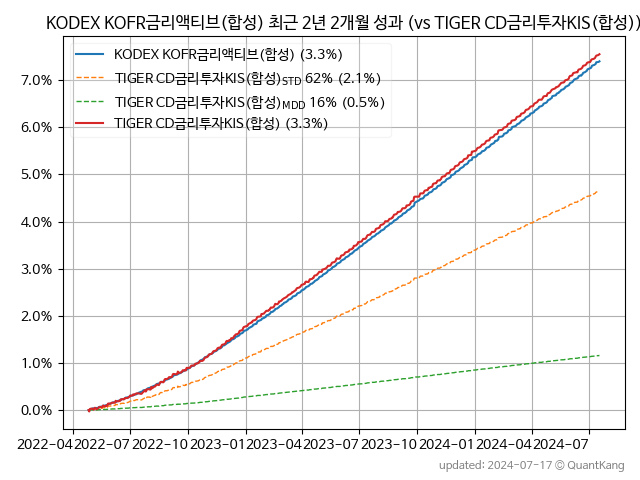 KODEX KOFR금리액티브(합성) 최근 2년 2개월 성과 (vs TIGER CD금리투자KIS(합성))
KODEX KOFR금리액티브(합성) (3.3%)
TIGER CD금리투자KIS(합성)STD 62% (2.1%)
TIGER CD금리투자KIS(합성)MDD 16% (0.5%)
TIGER CD금리투자KIS(합성) (3.3%)
7.0%
6.0%
5.0%
4.0%
3.0%
2.0%
1.0%
0.0%
2022-04 2022-07 2022-10 2023-01 2023-04 2023-07 2023-10 2024-01 2024-04 2024-07
updated: 2024-07-17 © QuantKang